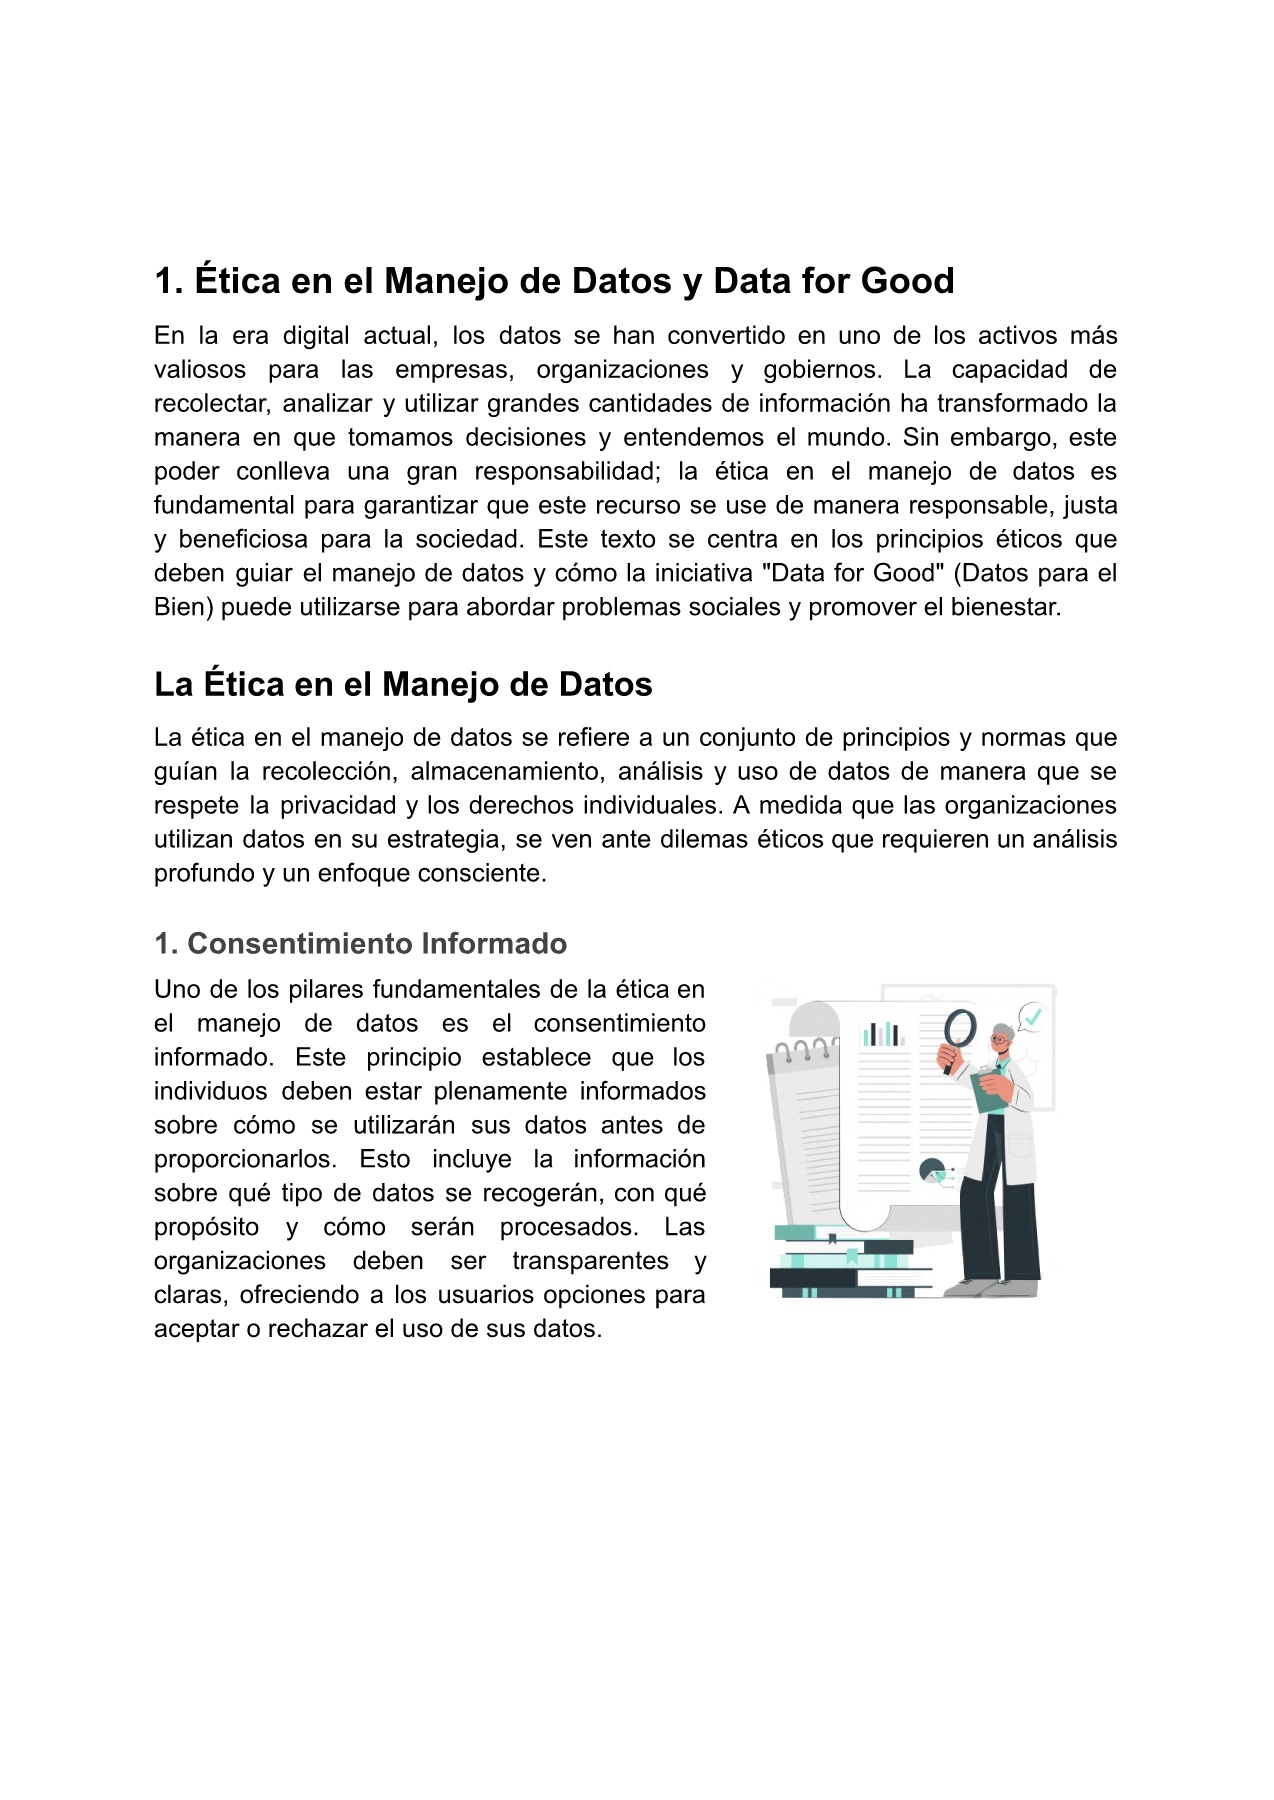 1. Ética en el Manejo de Datos y Data for Good
En la era digital actual, los datos se han convertido en uno de los activos más
valiosos para las empresas, organizaciones y gobiernos. La capacidad de
recolectar, analizar y utilizar grandes cantidades de información ha transformado la
manera en que tomamos decisiones y entendemos el mundo. Sin embargo, este
poder conlleva una gran responsabilidad; la ética en el manejo de datos es
fundamental para garantizar que este recurso se use de manera responsable, justa
y beneficiosa para la sociedad. Este texto se centra en los principios éticos que
deben guiar el manejo de datos y cómo la iniciativa "Data for Good" (Datos para el
Bien) puede utilizarse para abordar problemas sociales y promover el bienestar.
La Ética en el Manejo de Datos
La ética en el manejo de datos se refiere a un conjunto de principios y normas que
guían la recolección, almacenamiento, análisis y uso de datos de manera que se
respete la privacidad y los derechos individuales. A medida que las organizaciones
utilizan datos en su estrategia, se ven ante dilemas éticos que requieren un análisis
profundo y un enfoque consciente.
1. Consentimiento Informado
Uno de los pilares fundamentales de la ética en
el manejo de datos es el consentimiento
informado. Este principio establece que los
individuos deben estar plenamente informados
sobre cómo se utilizarán sus datos antes de
proporcionarlos. Esto incluye la información
sobre qué tipo de datos se recogerán, con qué
propósito y cómo serán procesados. Las
organizaciones deben ser transparentes y
claras, ofreciendo a los usuarios opciones para
aceptar o rechazar el uso de sus datos.